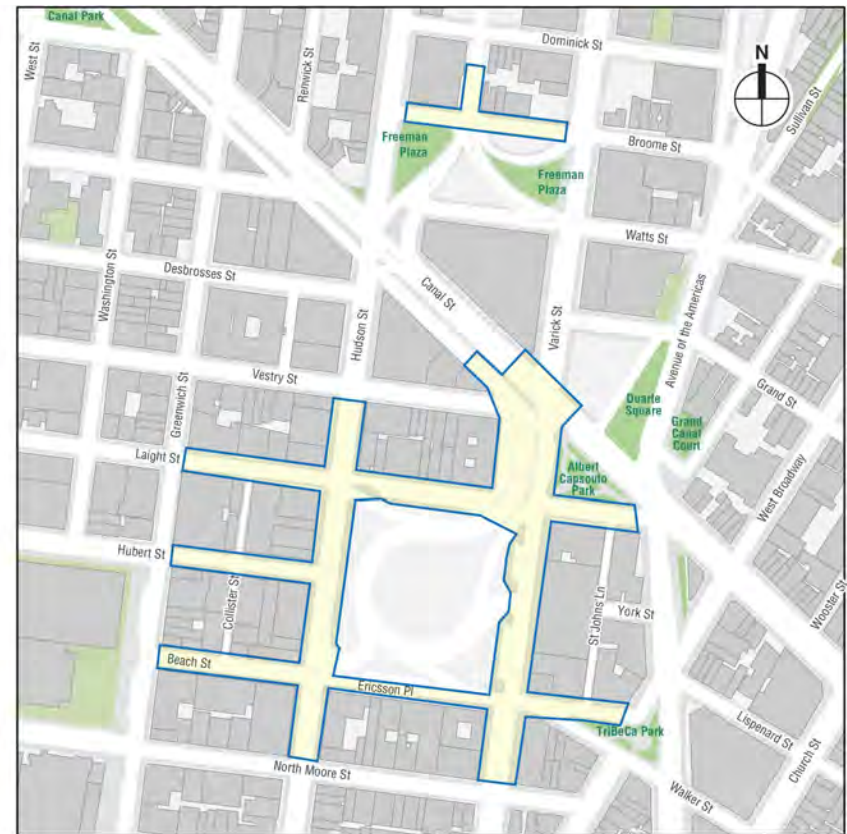 Canal Park
West St
Renwick St
Dominick St
N
Sullivan St
Freeman
Plaza
Broome St
Freeman
Plaza
Watts St
Washington St
Desbrosses St
Canal St
Hudson St
Varick St
Avenue of the Americas
Vestry St
Greenwich St
Duarte
Square
Grand St
Grand
Canal
Court
Laight St
Albert
Capsouto
Park
West Broadway
Hubert St
Collister St
St Johns Ln
York St
Wooster St
Beach St
Ericsson Pl
TriBeCa Park
Lispenard St
North Moore St
Walker St
Church St